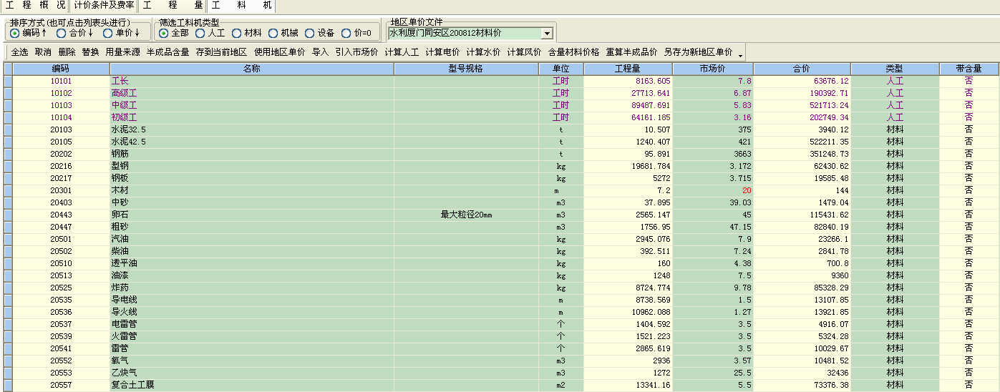 工 程 概 况 计价条件及费率 工 程 量 工 料 机
排序方式(也可点击列表头进行) 筛选工料机类型 地区单价文件
编码↑ 合价↓ 单价↓ 全部 人工 材料 机械 设备 价=0 水利厦门同安区200812材料价
全选 取消 删除 替换 用量来源 半成品含量 存到当前地区 使用地区单价 导入 引入市场价 计算人工 计算电价 计算水价 计算风价 含量材料价格 重算半成品价 另存为新地区单价
编码 名称 型号规格 单位 工程量 市场价 合价 类型 带含量
10101 工长 工时 8163.605 7.8 63676.12 人工 否
10102 高级工 工时 27713.641 6.87 190392.71 人工 否
10103 中级工 工时 89487.691 5.83 521713.24 人工 否
10104 初级工 工时 64161.185 3.16 202749.34 人工 否
20103 水泥32.5 t 10.507 375 3940.12 材料 否
20105 水泥42.5 t 1240.407 421 522211.35 材料 否
20202 钢筋 t 95.891 3663 351248.73 材料 否
20216 型钢 kg 19681.784 3.172 62430.62 材料 否
20217 钢板 kg 5272 3.715 19585.48 材料 否
20301 木材 m 7.2 20 144 材料 否
20403 中砂 m3 37.895 39.03 1479.04 材料 否
20443 卵石 最大粒径20mm m3 2565.147 45 115431.62 材料 否
20447 粗砂 m3 1756.95 47.15 82840.19 材料 否
20501 汽油 kg 2945.076 7.9 23266.1 材料 否
20502 柴油 kg 392.511 7.24 2841.78 材料 否
20510 透平油 kg 160 4.38 700.8 材料 否
20513 油漆 kg 1248 7.5 9360 材料 否
20525 炸药 kg 8724.774 9.78 85328.29 材料 否
20535 导电线 m 8738.569 1.5 13107.85 材料 否
20536 导火线 m 10962.088 1.27 13921.85 材料 否
20537 电雷管 个 1404.592 3.5 4916.07 材料 否
20539 火雷管 个 1521.223 3.5 5324.28 材料 否
20541 雷管 个 2865.619 3.5 10029.67 材料 否
20552 氧气 m3 2936 3.57 10481.52 材料 否
20553 乙炔气 m3 1272 25.5 32436 材料 否
20557 复合土工膜 m2 13341.16 5.5 73376.38 材料 否